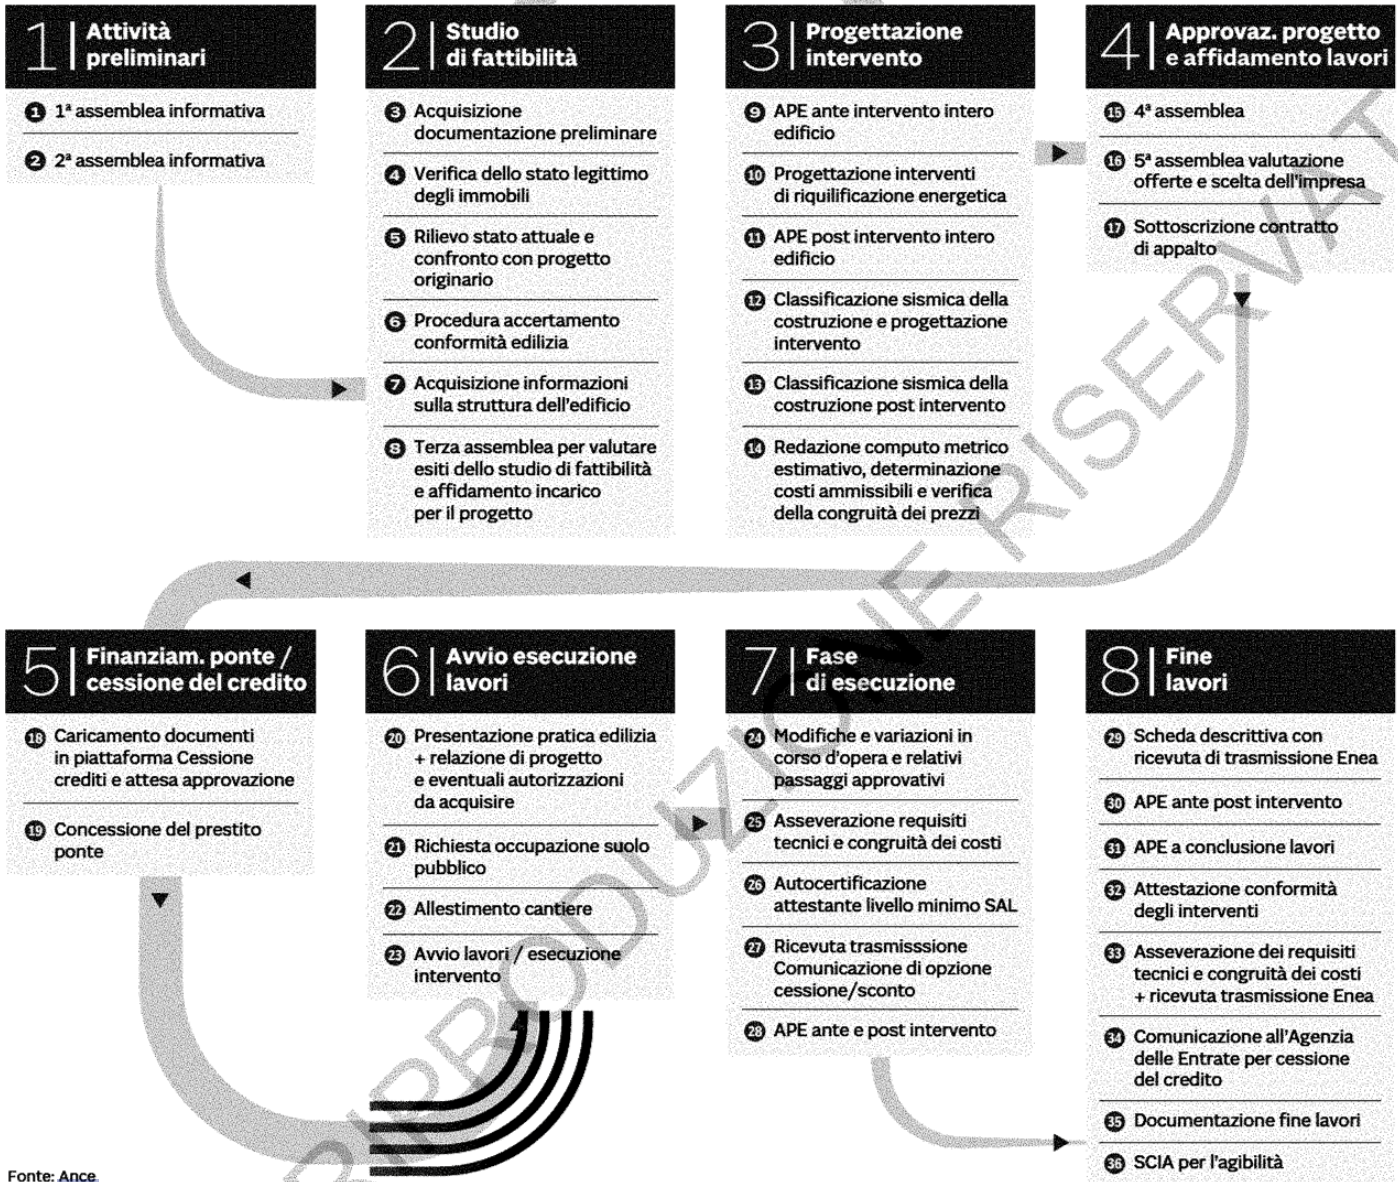 1 Attività
preliminari
1 1ª assemblea informativa
2 2ª assemblea informativa
2 Studio
di fattibilità
3 Acquisizione
documentazione preliminare
4 Verifica dello stato legittimo
degli immobili
5 Rilievo stato attuale e
confronto con progetto
originario
6 Procedura accertamento
conformità edilizia
7 Acquisizione informazioni
sulla struttura dell'edificio
8 Terza assemblea per valutare
esiti dello studio di fattibilità
e affidamento incarico
per il progetto
3 Progettazione
intervento
9 APE ante intervento intero
edificio
10 Progettazione interventi
di riquilificazione energetica
11 APE post intervento intero
edificio
12 Classificazione sismica della
costruzione e progettazione
intervento
13 Classificazione sismica della
costruzione post intervento
14 Redazione computo metrico
estimativo, determinazione
costi ammissibili e verifica
della congruità dei prezzi
4 Approvaz. progetto
e affidamento lavori
15 4ª assemblea
16 5ª assemblea valutazione
offerte e scelta dell'impresa
17 Sottoscrizione contratto
di appalto
5 Finanziam. ponte /
cessione del credito
18 Caricamento documenti
in piattaforma Cessione
crediti e attesa approvazione
19 Concessione del prestito
ponte
6 Avvio esecuzione
lavori
20 Presentazione pratica edilizia
+ relazione di progetto
e eventuali autorizzazioni
da acquisire
21 Richiesta occupazione suolo
pubblico
22 Allestimento cantiere
23 Avvio lavori / esecuzione
intervento
7 Fase
di esecuzione
24 Modifiche e variazioni in
corso d'opera e relativi
passaggi approvativi
25 Asseverazione requisiti
tecnici e congruità dei costi
26 Autocertificazione
attestante livello minimo SAL
27 Ricevuta trasmisssione
Comunicazione di opzione
cessione/sconto
28 APE ante e post intervento
8 Fine
lavori
29 Scheda descrittiva con
ricevuta di trasmissione Enea
30 APE ante post intervento
31 APE a conclusione lavori
32 Attestazione conformità
degli interventi
33 Asseverazione dei requisiti
tecnici e congruità dei costi
+ ricevuta trasmissione Enea
34 Comunicazione all'Agenzia
delle Entrate per cessione
del credito
35 Documentazione fine lavori
36 SCIA per l'agibilità
Fonte: Ance
RIPRODUZIONE RISERVAT